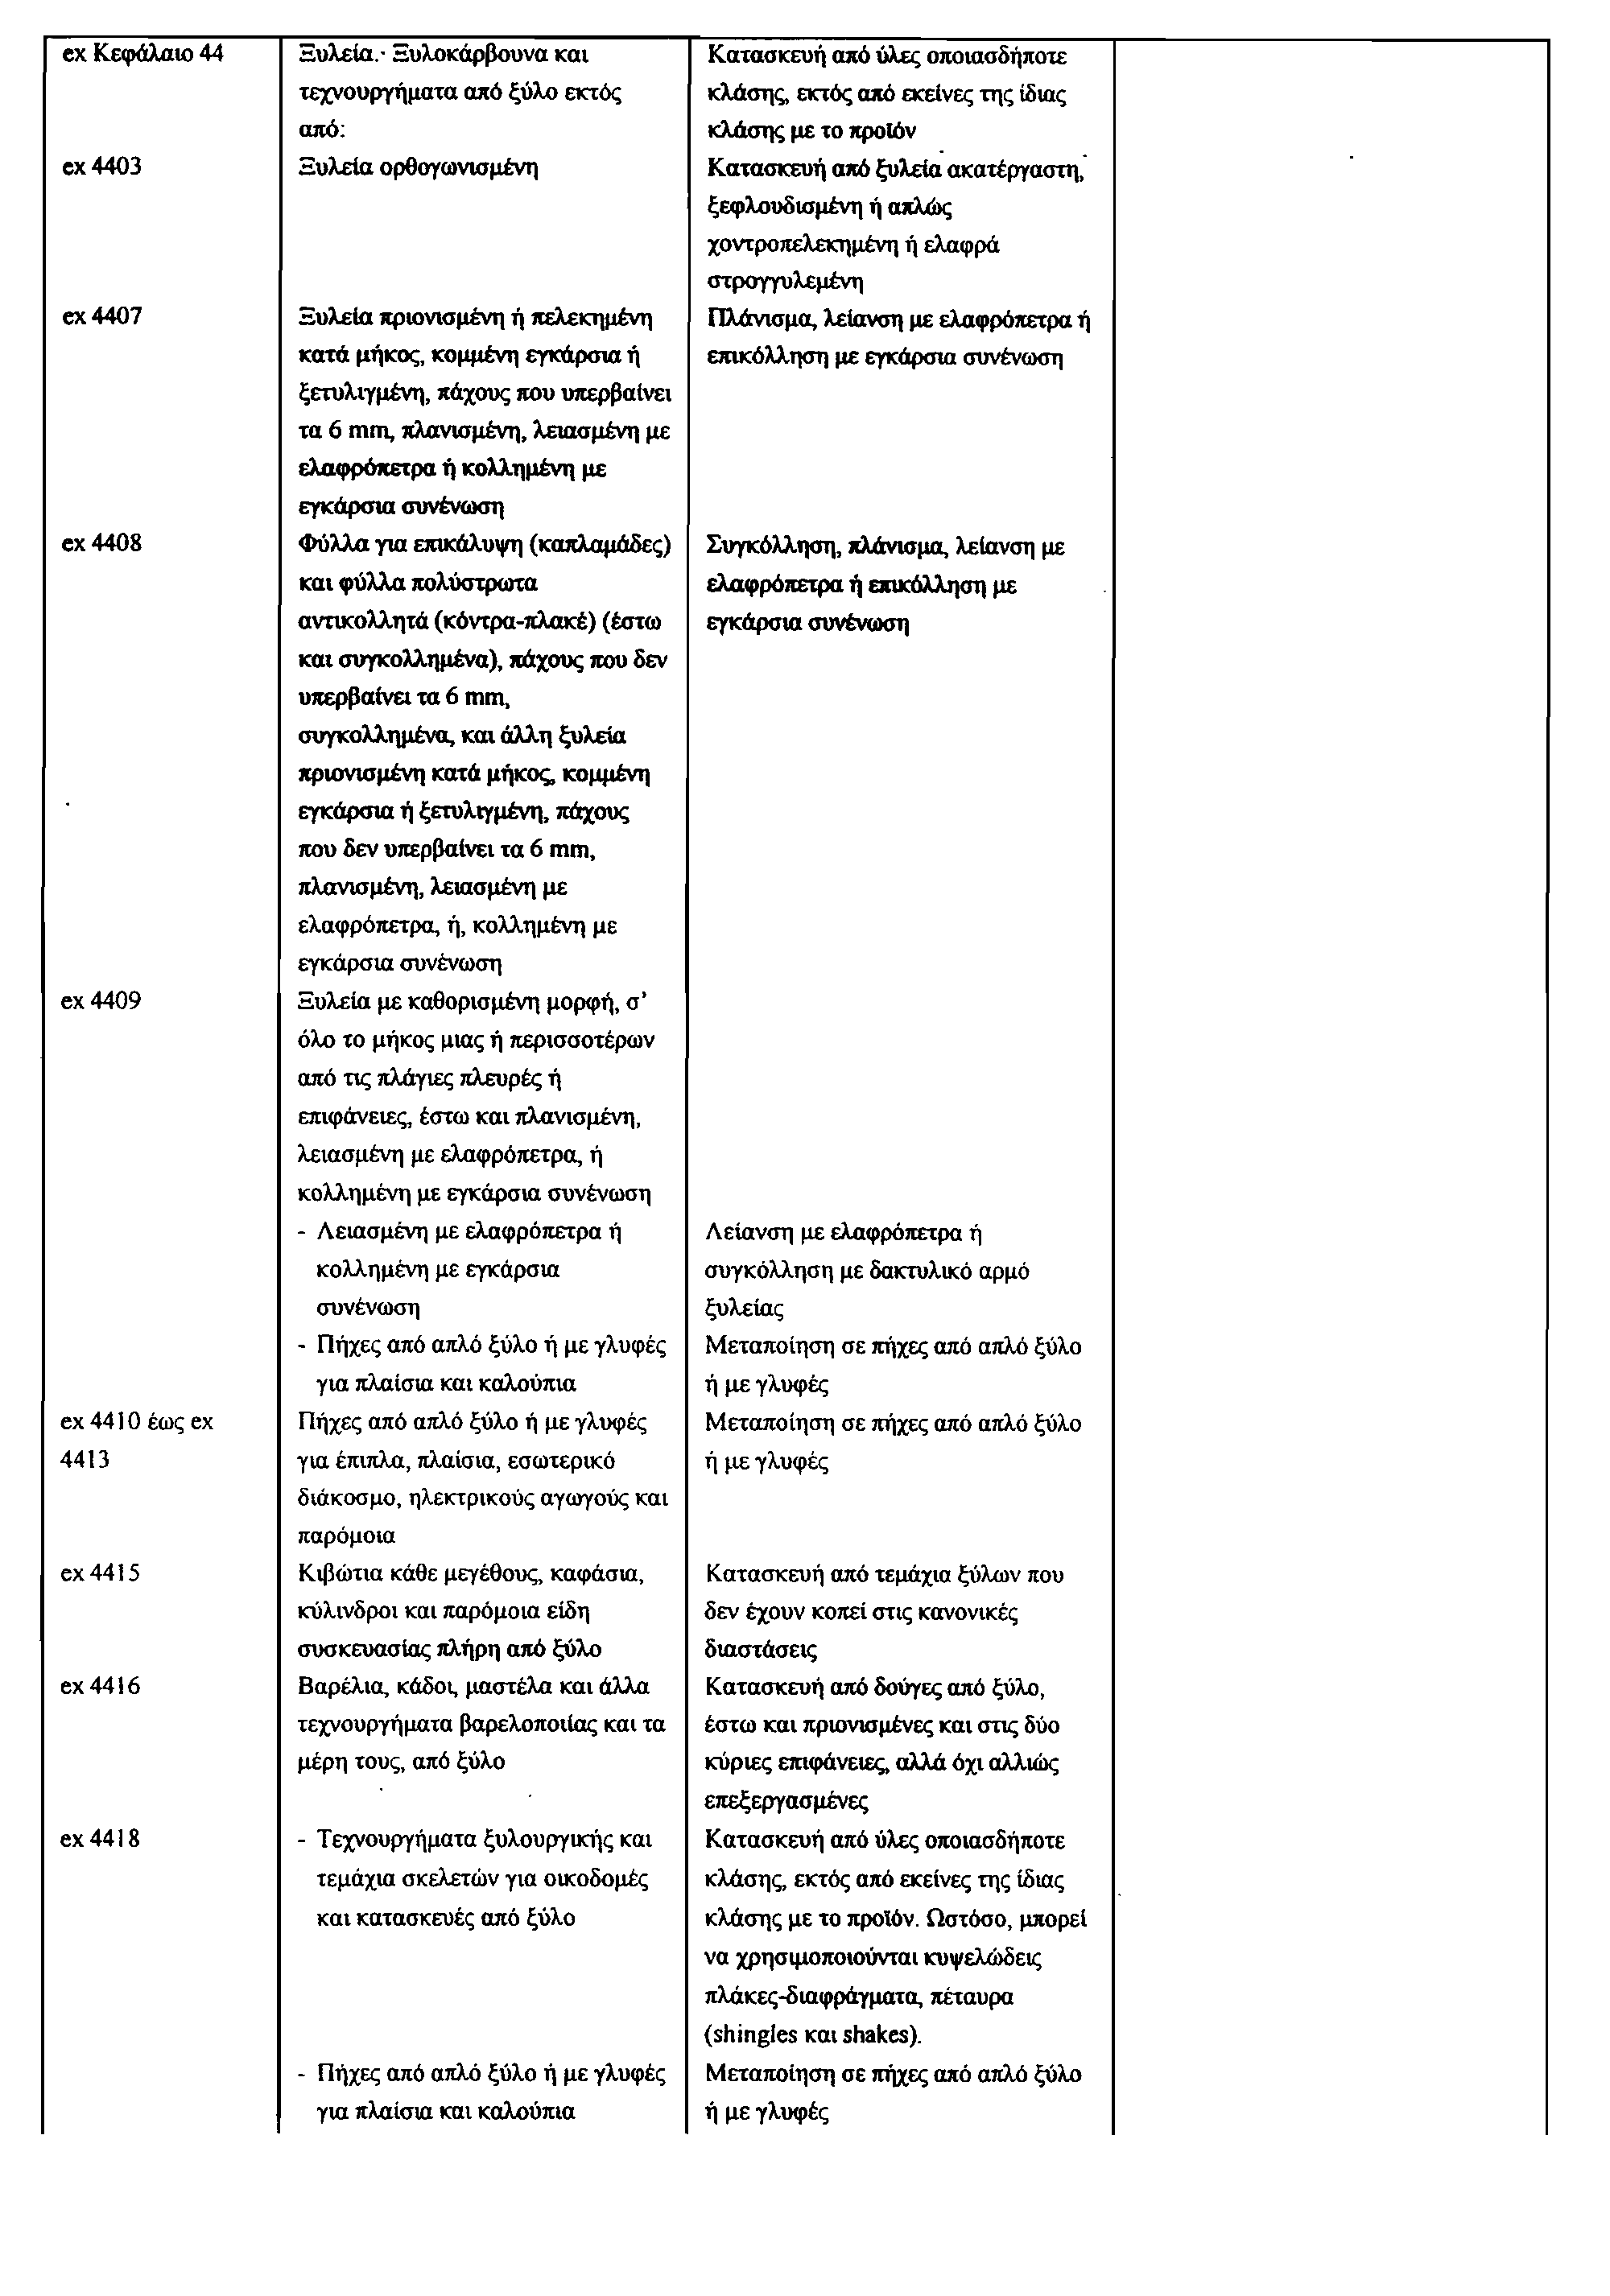 ex Κεφάλαιο 44
Ξυλεία.· Ξυλοκάρβουνα και
τεχνουργήματα από ξύλο εκτός
από:
Κατασκευή από ύλες οποιασδήποτε
κλάσης, εκτός από εκείνες της ίδιας
κλάσης με το προϊόν
ex 4403
Ξυλεία ορθογωνισμένη
Κατασκευή από ξυλεία ακατέργαστη,
ξεφλουδισμένη ή απλώς
χοντροπελεκημένη ή ελαφρά
στρογγυλεμένη
ex 4407
Ξυλεία πριονισμένη ή πελεκημένη
κατά μήκος, κομμένη εγκάρσια ή
ξετυλιγμένη, πάχους που υπερβαίνει
τα 6 mm, πλανισμένη, λειασμένη με
ελαφρόπετρα ή κολλημένη με
εγκάρσια συνένωση
Πλάνισμα, λείανση με ελαφρόπετρα ή
επικόλληση με εγκάρσια συνένωση
ex 4408
Φύλλα για επικάλυψη (καπλαμάδες)
και φύλλα πολύστρωτα
αντικολλητά (κόντρα-πλακέ) (έστω
και συγκολλημένα), πάχους που δεν
υπερβαίνει τα 6 mm,
συγκολλημένα, και άλλη ξυλεία
πριονισμένη κατά μήκος, κομμένη
εγκάρσια ή ξετυλιγμένη, πάχους
που δεν υπερβαίνει τα 6 mm,
πλανισμένη, λειασμένη με
ελαφρόπετρα, ή, κολλημένη με
εγκάρσια συνένωση
Συγκόλληση, πλάνισμα, λείανση με
ελαφρόπετρα ή επικόλληση με
εγκάρσια συνένωση
ex 4409
Ξυλεία με καθορισμένη μορφή, σ’
όλο το μήκος μιας ή περισσοτέρων
από τις πλάγιες πλευρές ή
επιφάνειες, έστω και πλανισμένη,
λειασμένη με ελαφρόπετρα, ή
κολλημένη με εγκάρσια συνένωση
- Λειασμένη με ελαφρόπετρα ή
κολλημένη με εγκάρσια
συνένωση
Λείανση με ελαφρόπετρα ή
συγκόλληση με δακτυλικό αρμό
ξυλείας
- Πήχες από απλό ξύλο ή με γλυφές
για πλαίσια και καλούπια
Μεταποίηση σε πήχες από απλό ξύλο
ή με γλυφές
ex 4410 έως ex
4413
Πήχες από απλό ξύλο ή με γλυφές
για έπιπλα, πλαίσια, εσωτερικό
διάκοσμο, ηλεκτρικούς αγωγούς και
παρόμοια
Μεταποίηση σε πήχες από απλό ξύλο
ή με γλυφές
ex 4415
Κιβώτια κάθε μεγέθους, καφάσια,
κύλινδροι και παρόμοια είδη
συσκευασίας πλήρη από ξύλο
Κατασκευή από τεμάχια ξύλων που
δεν έχουν κοπεί στις κανονικές
διαστάσεις
ex 4416
Βαρέλια, κάδοι, μαστέλα και άλλα
τεχνουργήματα βαρελοποιίας και τα
μέρη τους, από ξύλο
Κατασκευή από δούγες από ξύλο,
έστω και πριονισμένες και στις δύο
κύριες επιφάνειες, αλλά όχι αλλιώς
επεξεργασμένες
ex 4418
- Τεχνουργήματα ξυλουργικής και
τεμάχια σκελετών για οικοδομές
και κατασκευές από ξύλο
Κατασκευή από ύλες οποιασδήποτε
κλάσης, εκτός από εκείνες της ίδιας
κλάσης με το προϊόν. Ωστόσο, μπορεί
να χρησιμοποιούνται κυψελώδεις
πλάκες-διαφράγματα, πέταυρα
(shingles και shakes).
- Πήχες από απλό ξύλο ή με γλυφές
για πλαίσια και καλούπια
Μεταποίηση σε πήχες από απλό ξύλο
ή με γλυφές